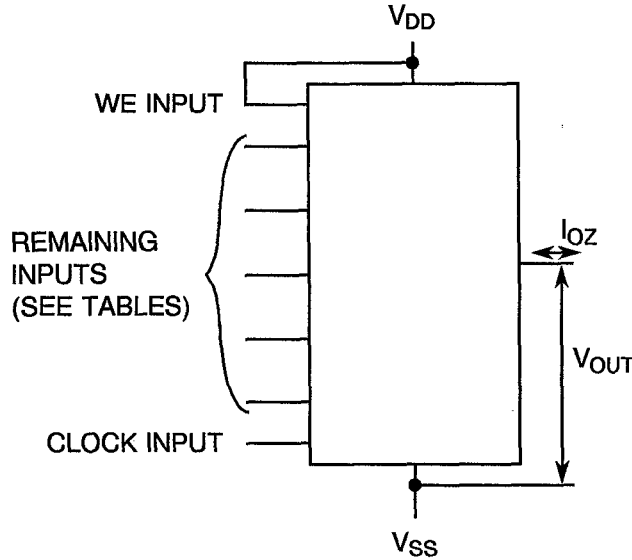 VDD
WE INPUT
REMAINING
INPUTS
(SEE TABLES)
IOZ
VOUT
CLOCK INPUT
VSS